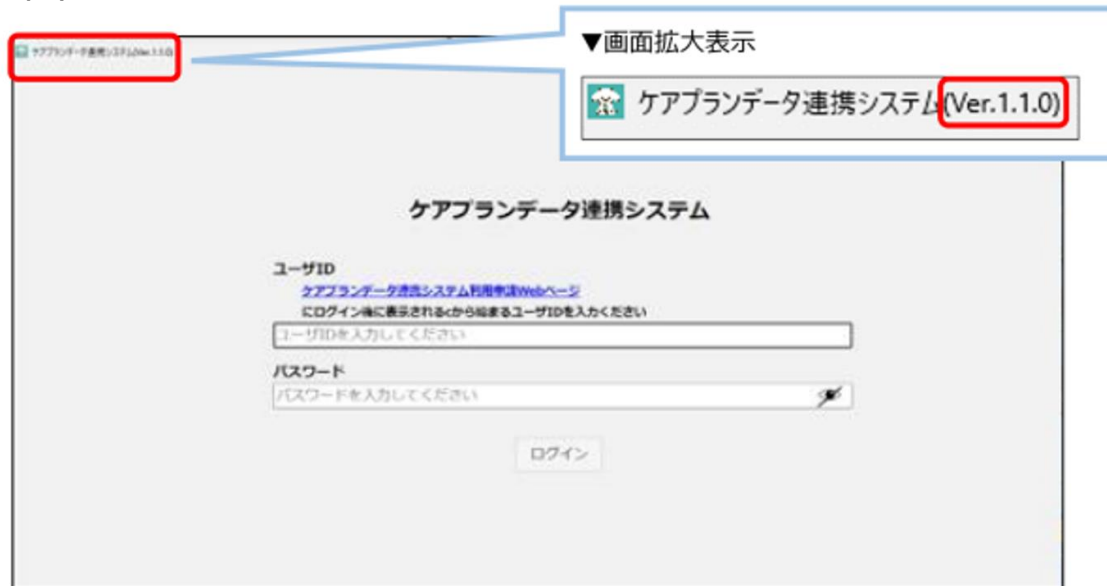 ケアプランデータ連携システム(Ver.1.1.0)
▼画面拡大表示
ケアプランデータ連携システム(Ver.1.1.0)
ケアプランデータ連携システム
ユーザID
ケアプランデータ連携システム利用申請Webページ
にログイン後に表示されるcから始まるユーザIDを入力ください
ユーザIDを入力してください
パスワード
パスワードを入力してください
ログイン